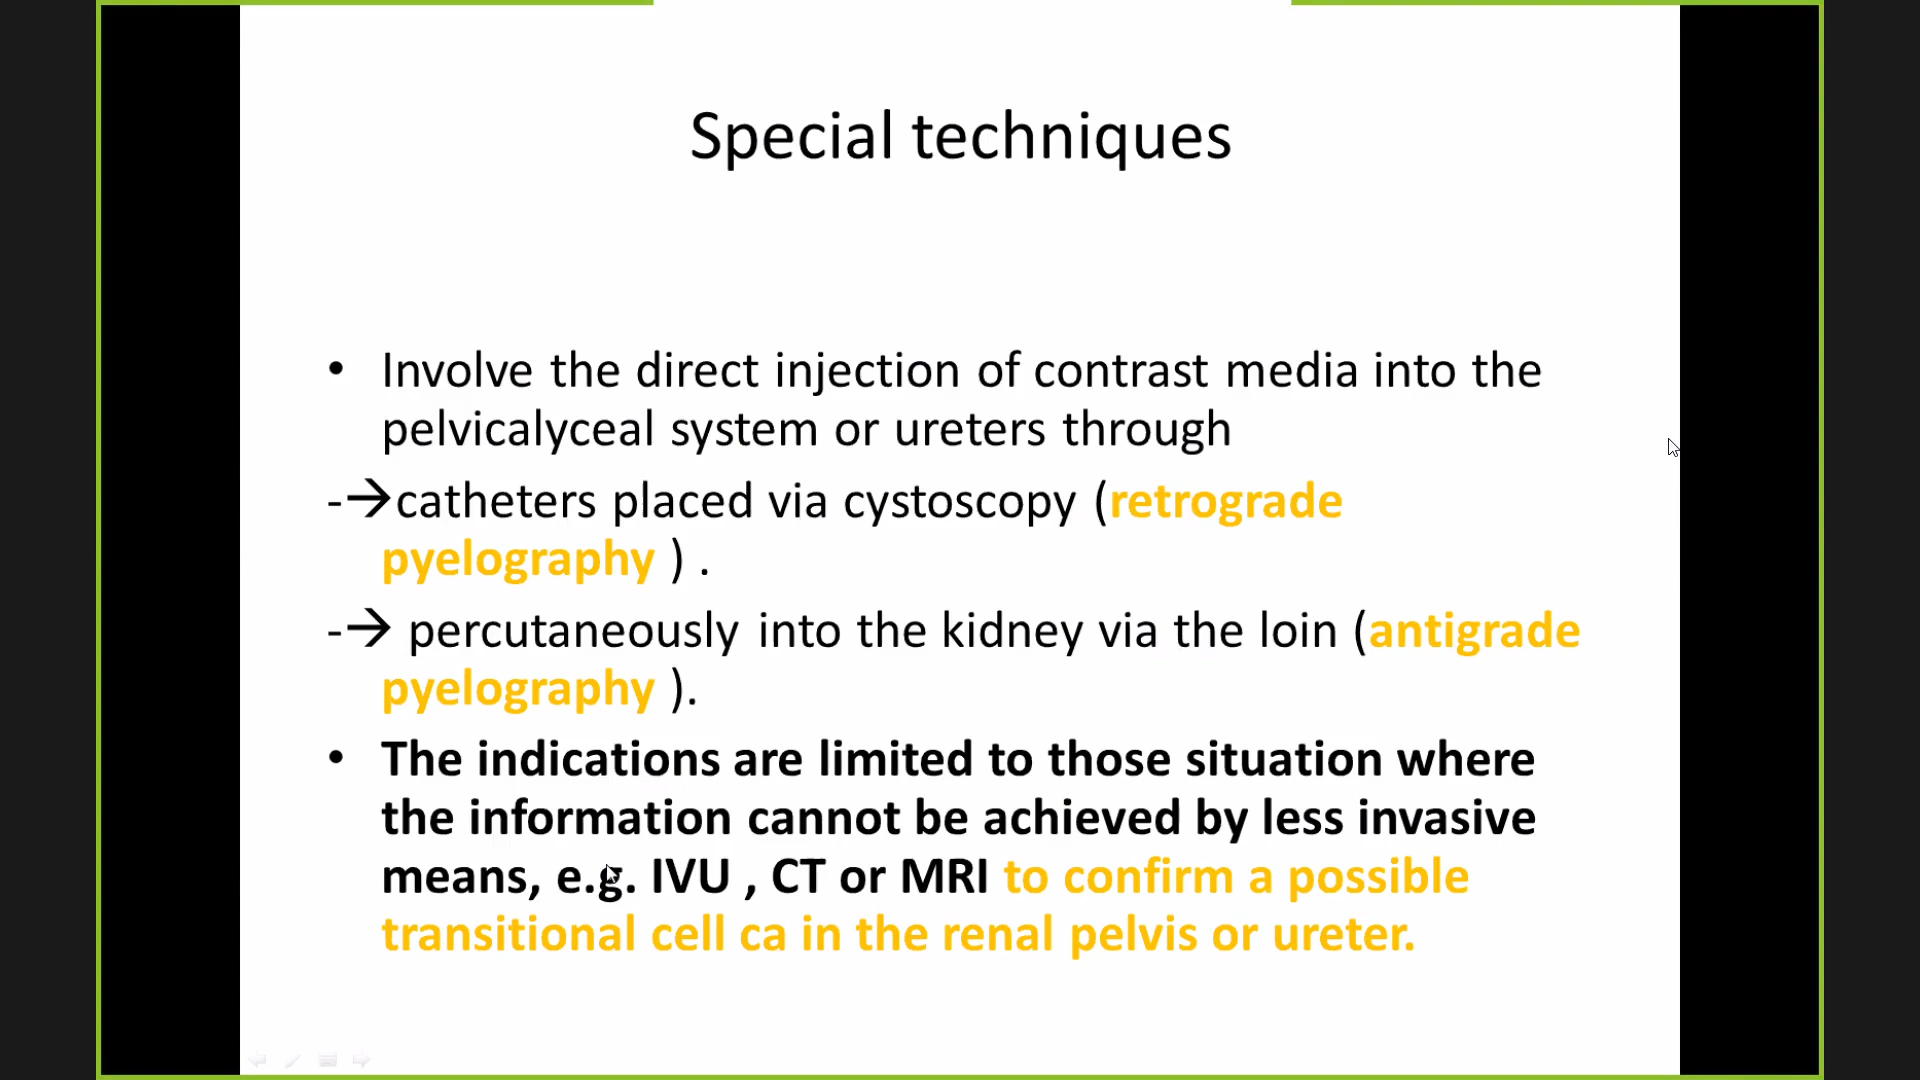 Special techniques
• Involve the direct injection of contrast media into the
pelvicalyceal system or ureters through
-→catheters placed via cystoscopy (retrograde
pyelography ) .
-→ percutaneously into the kidney via the loin (antigrade
pyelography ).
• The indications are limited to those situation where
the information cannot be achieved by less invasive
means, e.g. IVU , CT or MRI to confirm a possible
transitional cell ca in the renal pelvis or ureter.